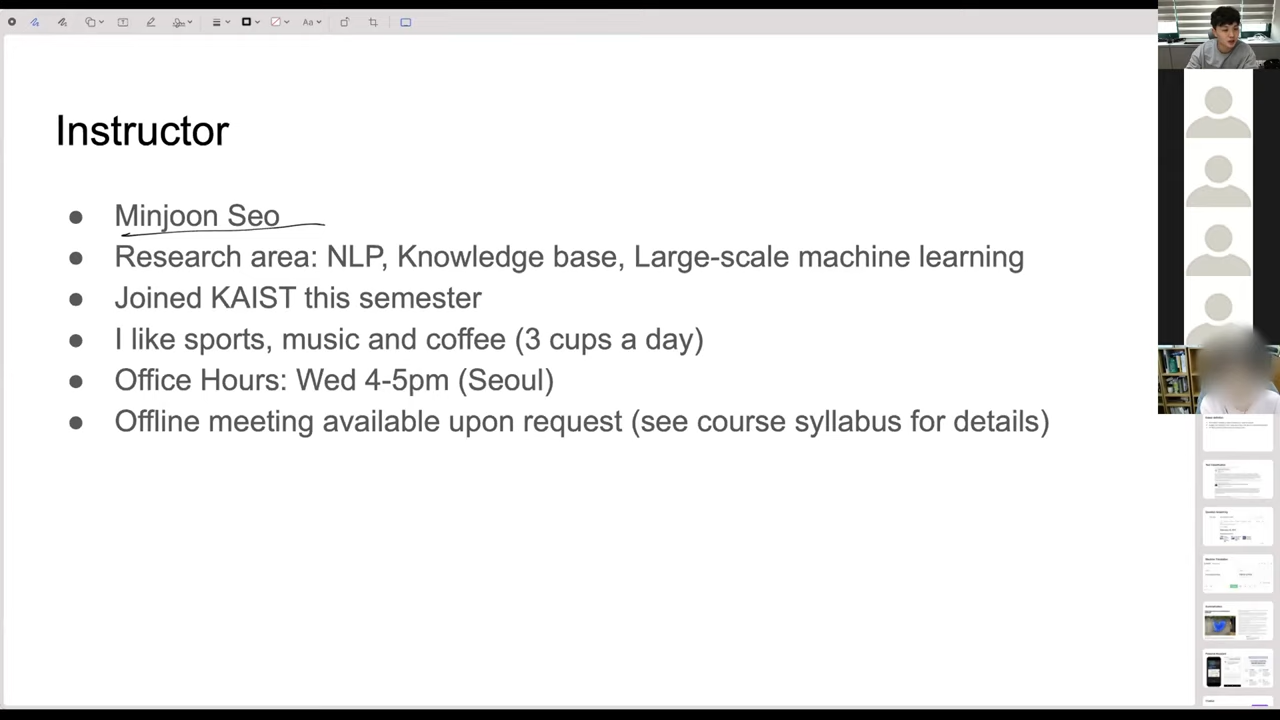 Aa
Instructor
● Minjoon Seo
● Research area: NLP, Knowledge base, Large-scale machine learning
● Joined KAIST this semester
● I like sports, music and coffee (3 cups a day)
● Office Hours: Wed 4-5pm (Seoul)
● Offline meeting available upon request (see course syllabus for details)